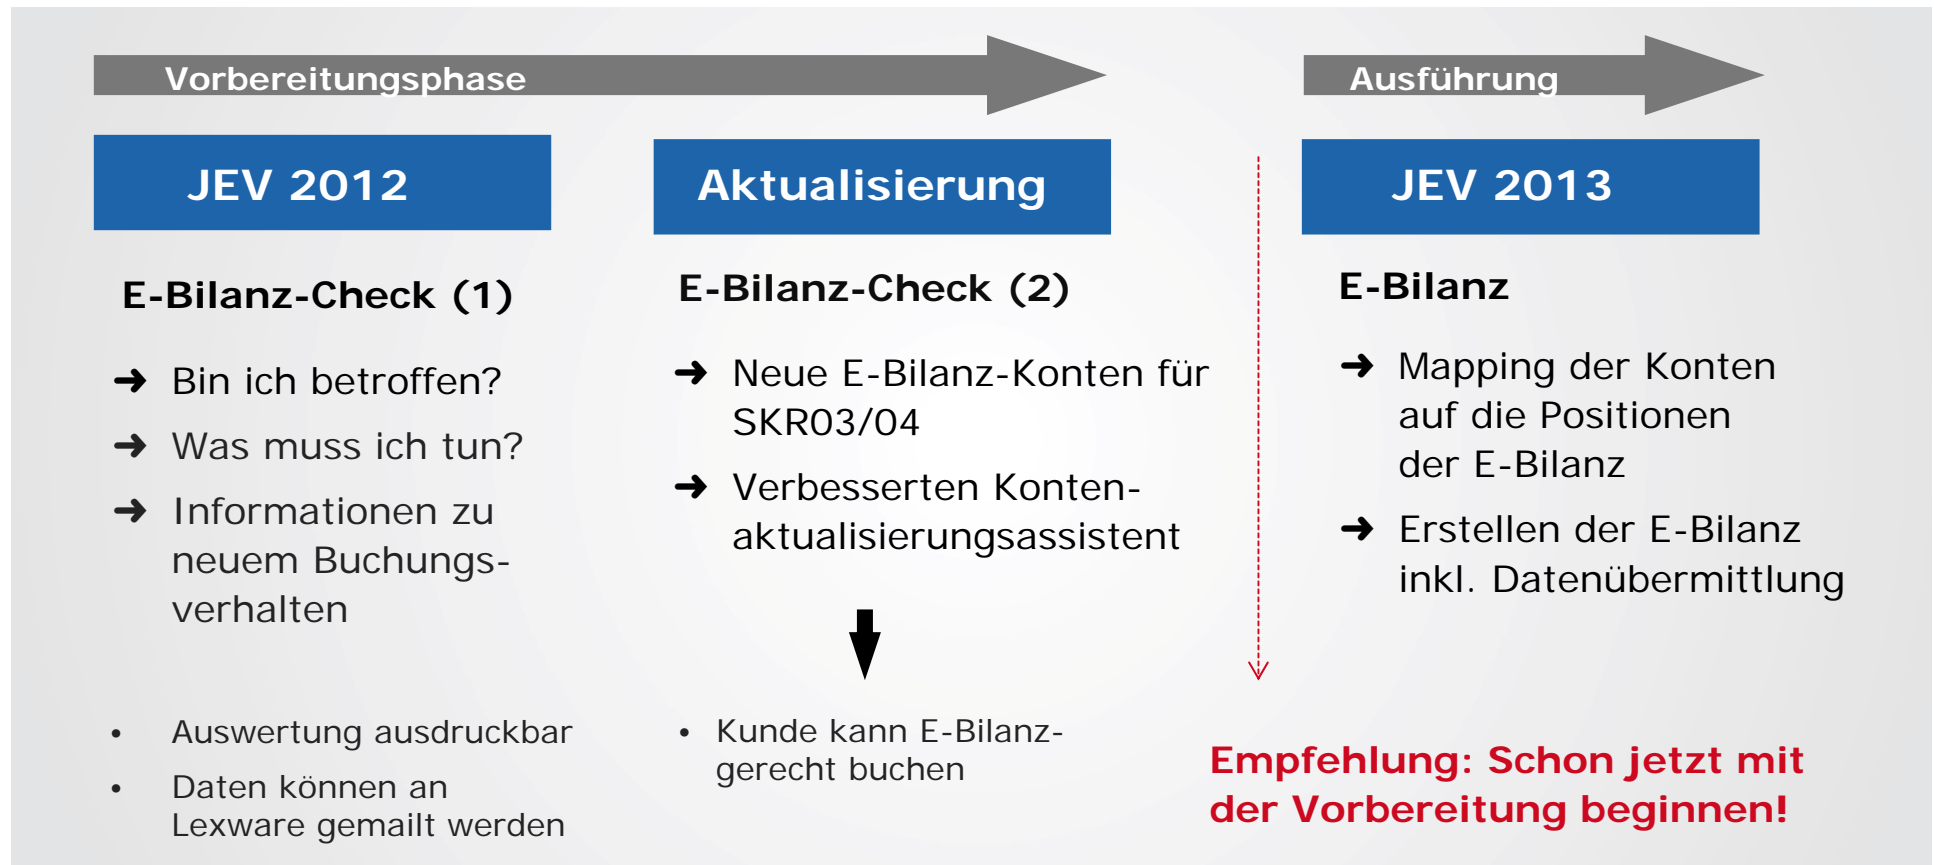 Vorbereitungsphase
Ausführung
JEV 2012
E-Bilanz-Check (1)
➜ Bin ich betroffen?
➜ Was muss ich tun?
➜ Informationen zu
neuem Buchungs-
verhalten
• Auswertung ausdruckbar
• Daten können an
Lexware gemailt werden
Aktualisierung
E-Bilanz-Check (2)
➜ Neue E-Bilanz-Konten für
SKR03/04
➜ Verbesserten Konten-
aktualisierungsassistent
• Kunde kann E-Bilanz-
gerecht buchen
JEV 2013
E-Bilanz
➜ Mapping der Konten
auf die Positionen
der E-Bilanz
➜ Erstellen der E-Bilanz
inkl. Datenübermittlung
Empfehlung: Schon jetzt mit
der Vorbereitung beginnen!